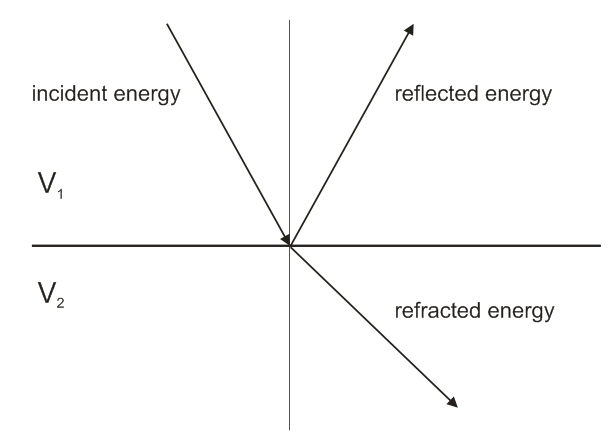 incident energy
reflected energy
V₁
V₂
refracted energy